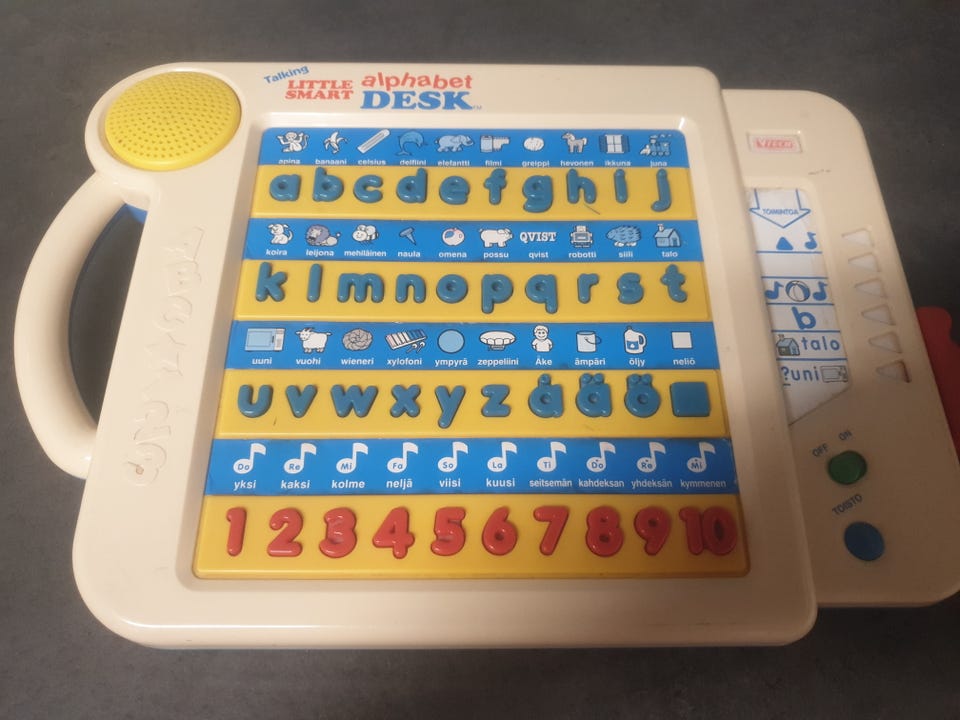 Talking
LITTLE SMART
alphabet DESK™
apina banaani celsius delfiini elefantti filmi greippi hevonen ikkuna juna
a b c d e f g h i j
QVIST
koira leijona mehiläinen naula omena possu qvist robotti siili talo
k l m n o p q r s t
uuni vuohi wieneri xylofoni ympyrä zeppeliini Åke ämpäri öljy neliö
u v w x y z å ä ö
Do Re Mi Fa So La Ti Do Re Mi
yksi kaksi kolme neljä viisi kuusi seitsemän kahdeksan yhdeksän kymmenen
1 2 3 4 5 6 7 8 9 10
Vtech
TOIMINTOA
b
talo
?uni
OFF ON
TOISTO